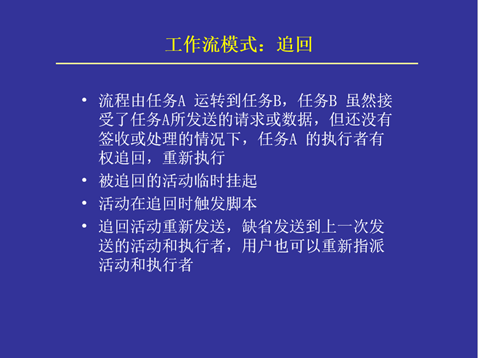 工作流模式：追回
• 流程由任务A 运转到任务B，任务B 虽然接
受了任务A所发送的请求或数据，但还没有
签收或处理的情况下，任务A 的执行者有
权追回，重新执行
• 被追回的活动临时挂起
• 活动在追回时触发脚本
• 追回活动重新发送，缺省发送到上一次发
送的活动和执行者，用户也可以重新指派
活动和执行者